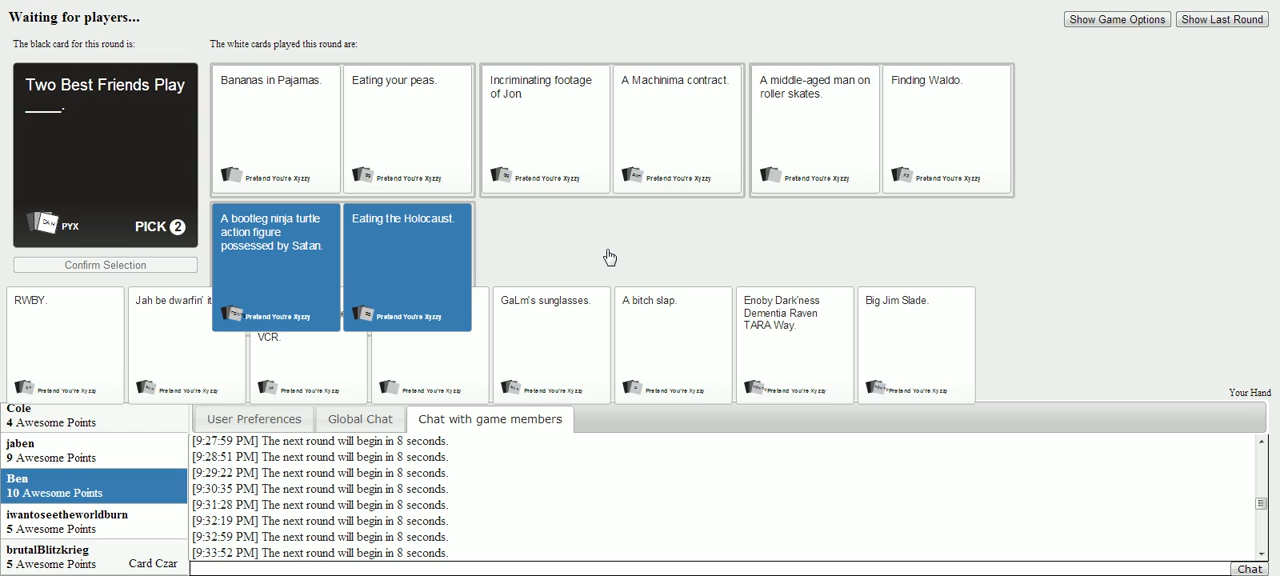 Waiting for players...
Show Game Options
Show Last Round
The black card for this round is:
The white cards played this round are:
Two Best Friends Play
____.
PYX
PICK 2
Confirm Selection
Bananas in Pajamas.
Pretend You're Xyzzy
Eating your peas.
Pretend You're Xyzzy
Incriminating footage
of Jon.
Pretend You're Xyzzy
A Machinima contract.
Pretend You're Xyzzy
A middle-aged man on
roller skates.
Pretend You're Xyzzy
Finding Waldo.
Pretend You're Xyzzy
A bootleg ninja turtle
action figure
possessed by Satan.
Pretend You're Xyzzy
Eating the Holocaust.
Pretend You're Xyzzy
RWBY.
Pretend You're Xyzzy
Jah be dwarfin' it
Pretend You're Xyzzy
VCR.
Pretend You're Xyzzy
Pretend You're Xyzzy
GaLm's sunglasses.
Pretend You're Xyzzy
A bitch slap.
Pretend You're Xyzzy
Enoby Dark'ness
Dementia Raven
TARA Way.
Pretend You're Xyzzy
Big Jim Slade.
Pretend You're Xyzzy
Your Hand
Cole
4 Awesome Points
jaben
9 Awesome Points
Ben
10 Awesome Points
iwantoseetheworldburn
5 Awesome Points
brutalBlitzkrieg
5 Awesome Points Card Czar
User Preferences
Global Chat
Chat with game members
[9:27:59 PM] The next round will begin in 8 seconds.
[9:28:51 PM] The next round will begin in 8 seconds.
[9:29:22 PM] The next round will begin in 8 seconds.
[9:30:35 PM] The next round will begin in 8 seconds.
[9:31:28 PM] The next round will begin in 8 seconds.
[9:32:19 PM] The next round will begin in 8 seconds.
[9:32:59 PM] The next round will begin in 8 seconds.
[9:33:52 PM] The next round will begin in 8 seconds.
Chat